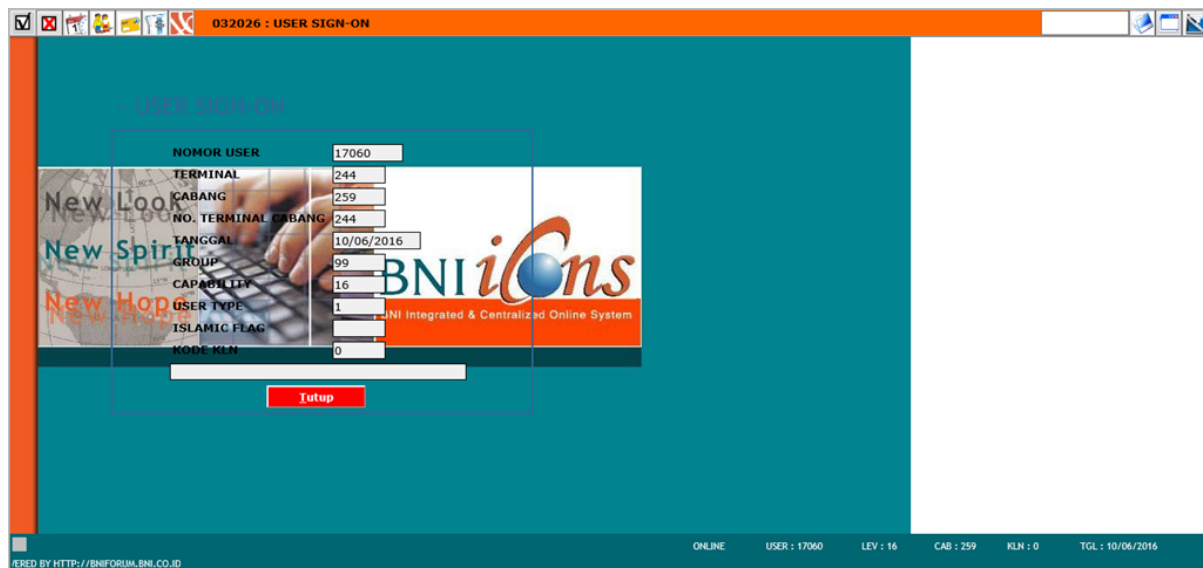 032026 : USER SIGN-ON
- USER SIGN-ON
NOMOR USER 17060
TERMINAL 244
CABANG 259
NO. TERMINAL CABANG 244
TANGGAL 10/06/2016
GROUP 99
CAPABILITY 16
USER TYPE 1
ISLAMIC FLAG
KODE KLN 0
Tutup
New Look
New Spirit
New Hope
BNI iCons
BNI Integrated & Centralized Online System
ONLINE USER : 17060 LEV : 16 CAB : 259 KLN : 0 TGL : 10/06/2016
ERED BY HTTP://BNIFORUM.BNI.CO.ID